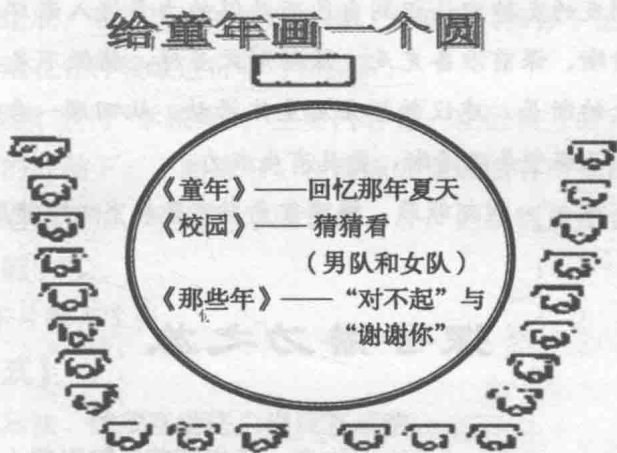 给童年画一个圆
《童年》——回忆那年夏天
《校园》——猜猜看
（男队和女队）
《那些年》——“对不起”与
“谢谢你”